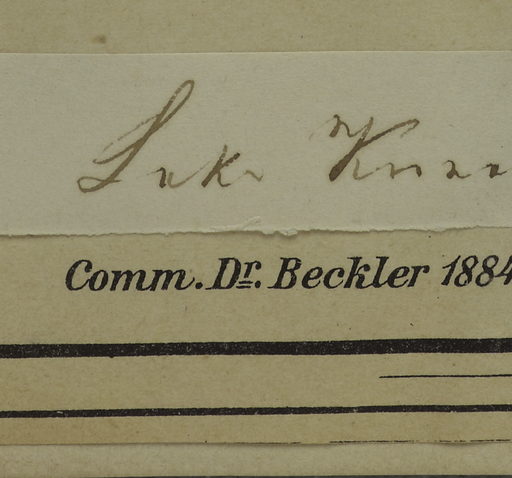 Lake
Comm. Dr. Beckler 1884